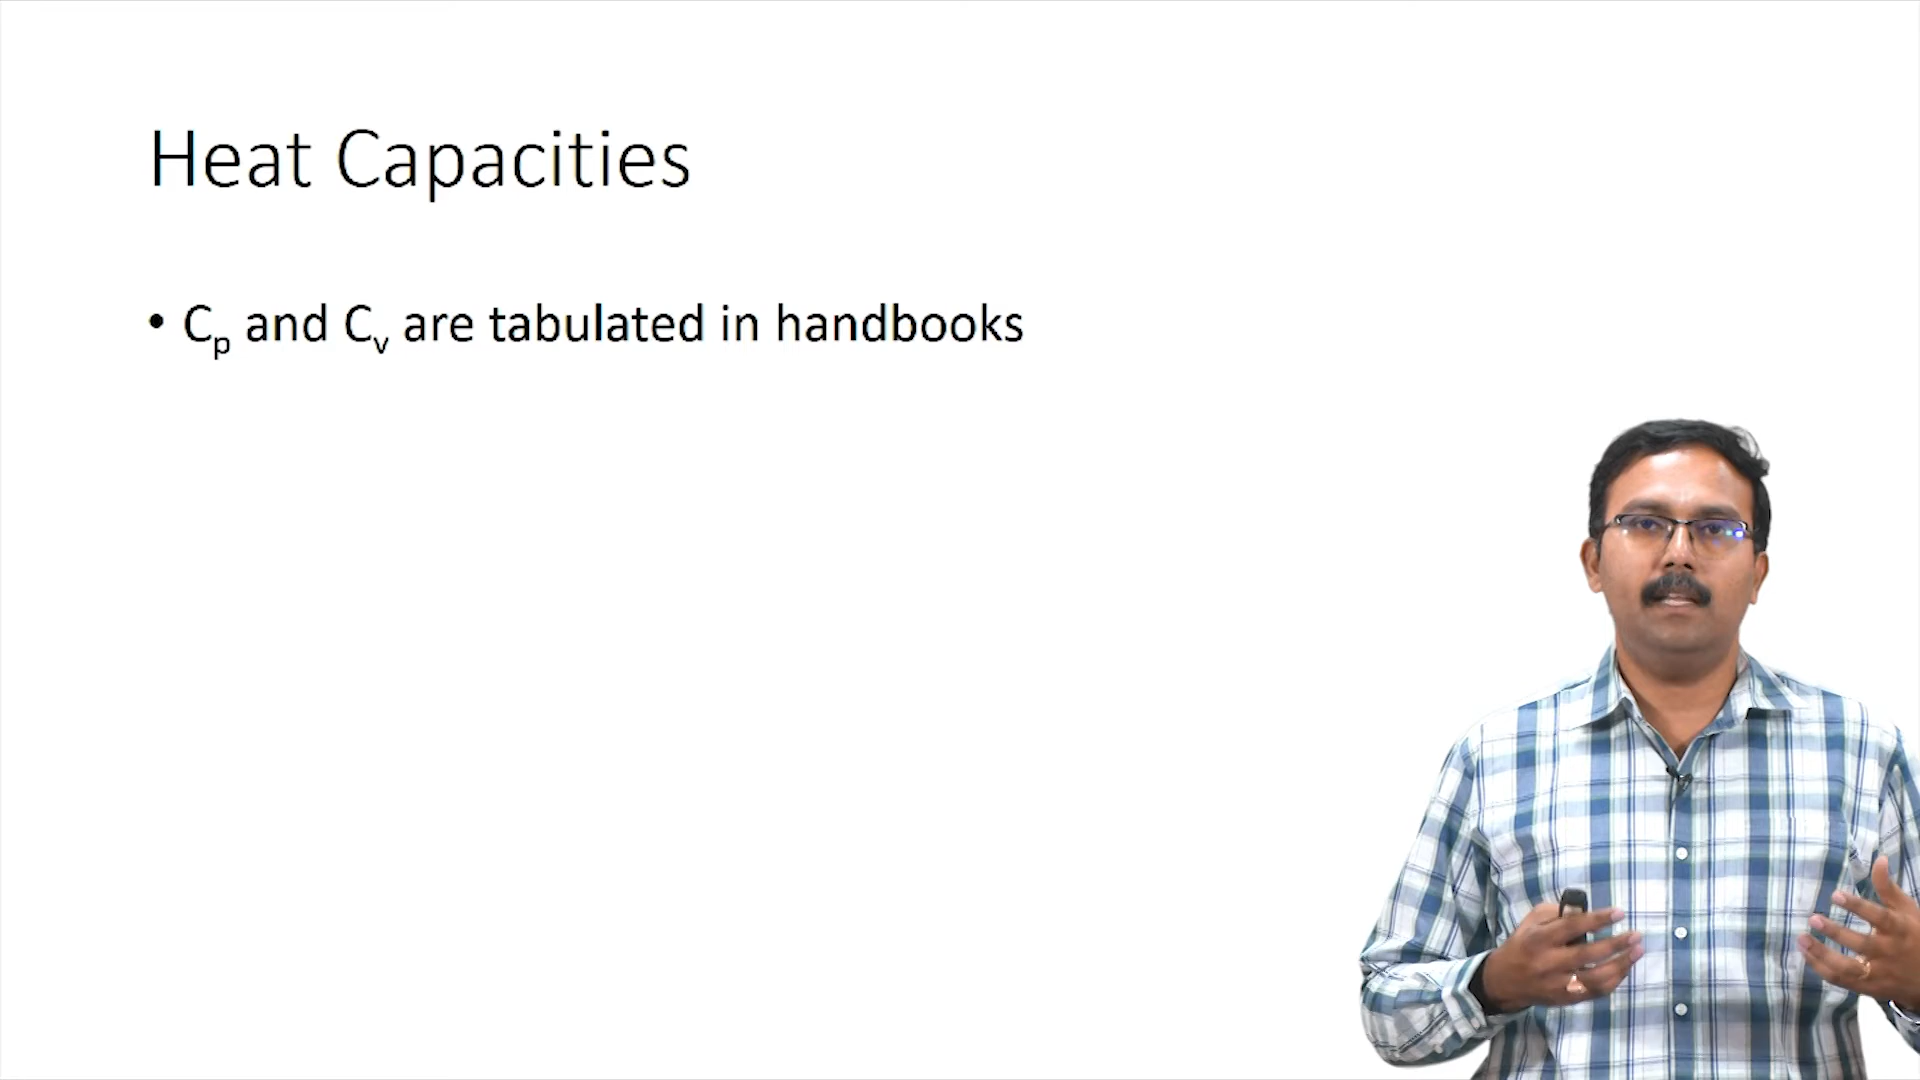 Heat Capacities
• Cp and Cv are tabulated in handbooks